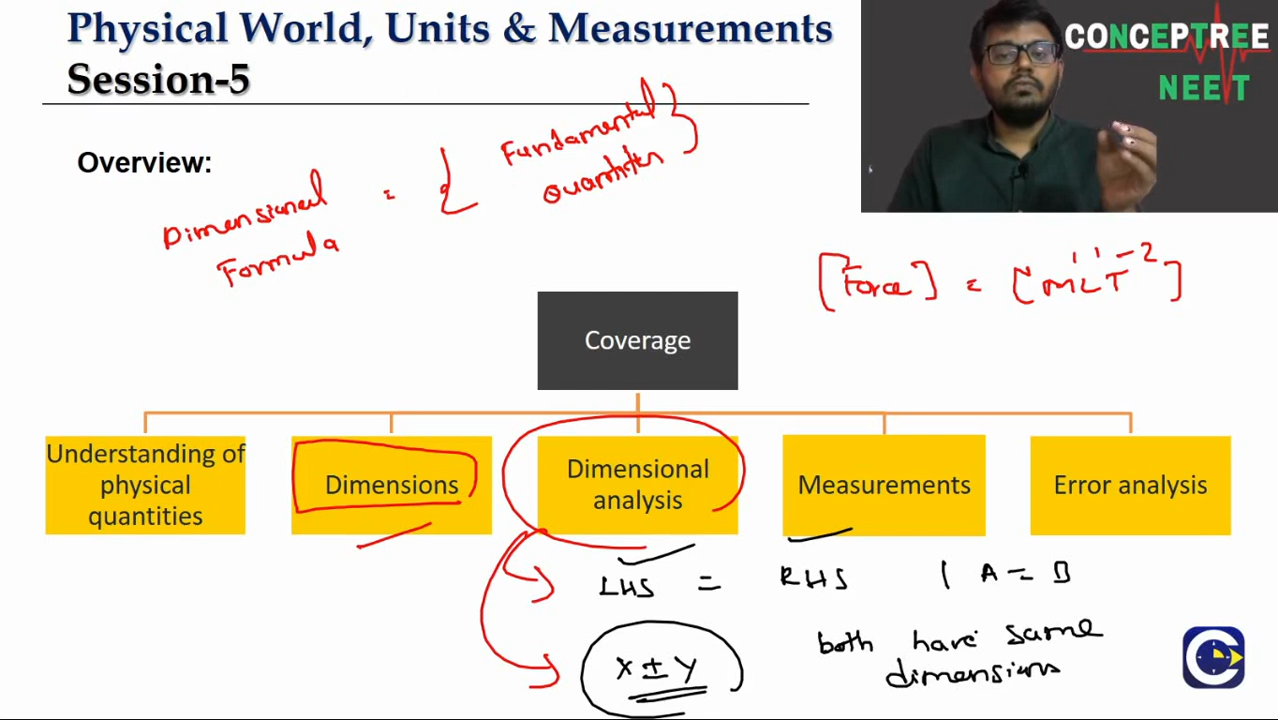 Physical World, Units & Measurements
Session-5
CONCEPTREE
NEET
Overview:
Dimensional
Formula
= { Fundamental
Quantities }
[Force] = [M¹L¹T⁻²]
Coverage
Understanding of
physical
quantities
Dimensions
Dimensional
analysis
Measurements
Error analysis
LHS = RHS | A = B
X ± Y
both have same
dimensions